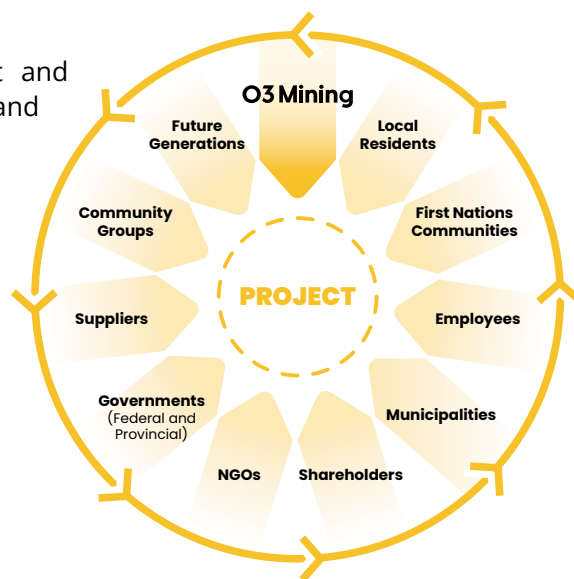 t and
and
O3 Mining
Local
Residents
First Nations
Communities
Employees
Municipalities
Shareholders
NGOs
Governments
(Federal and
Provincial)
Suppliers
Community
Groups
Future
Generations
PROJECT